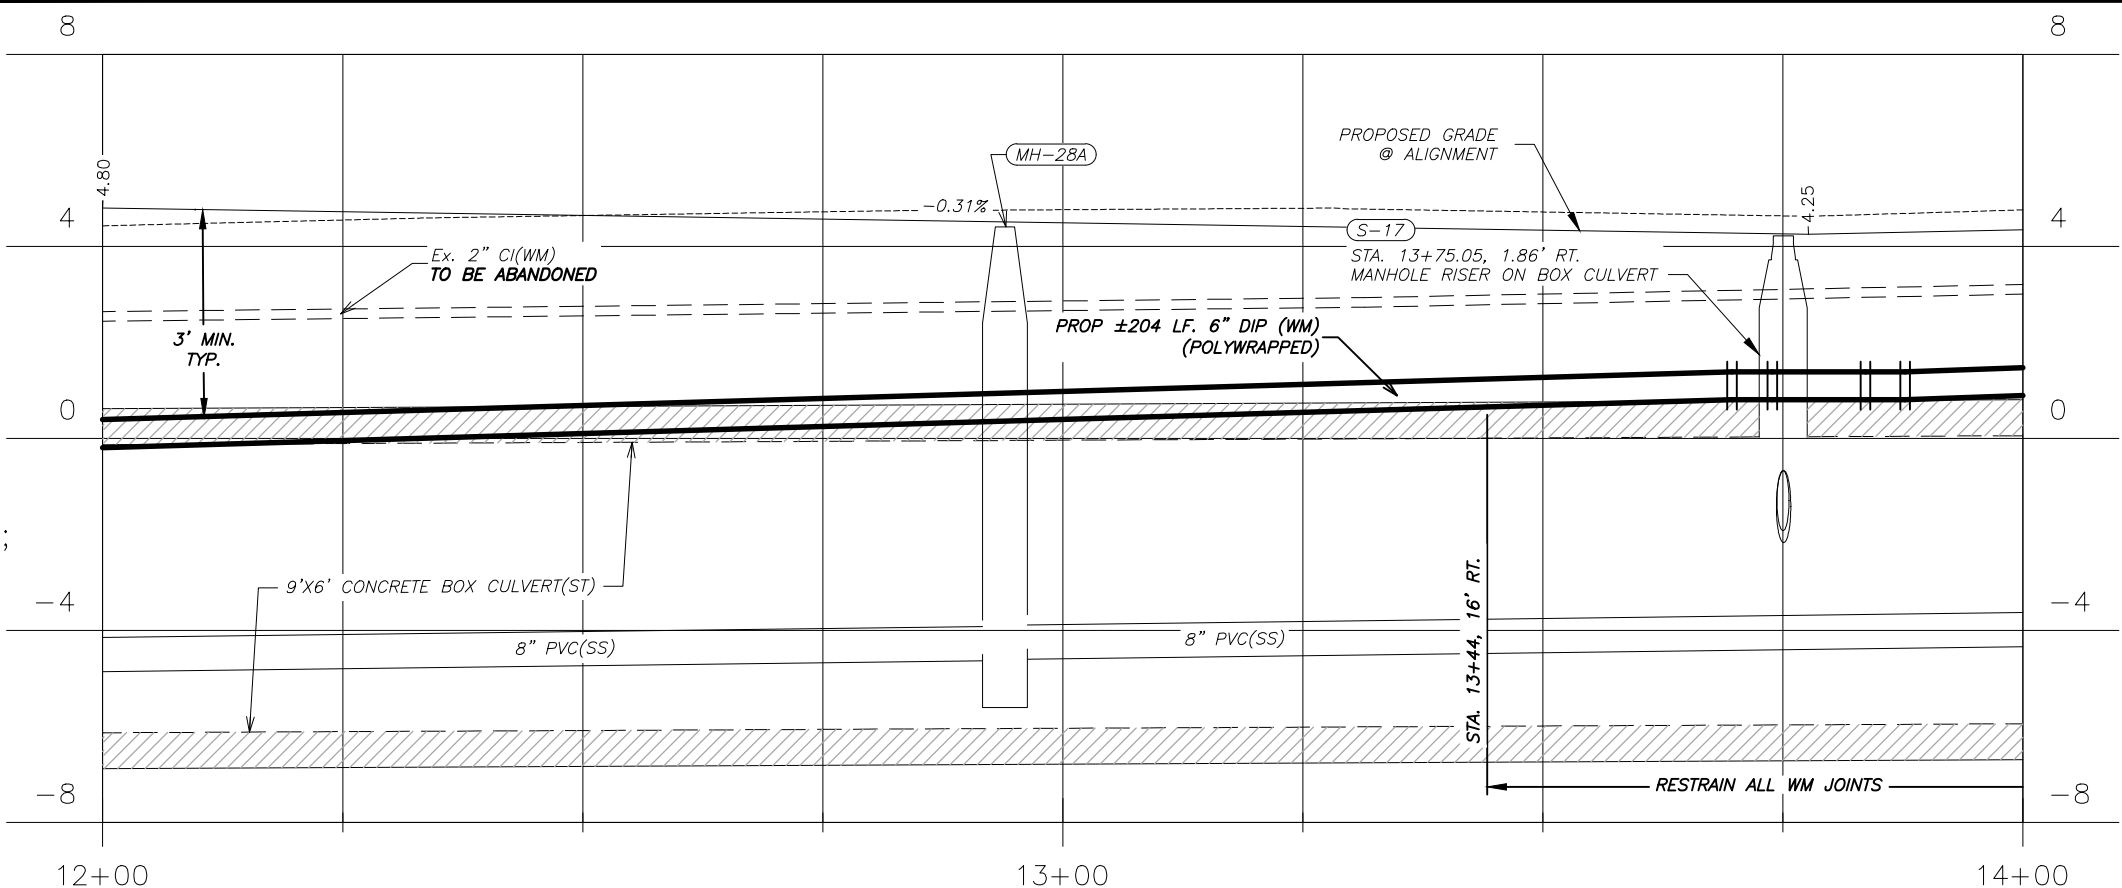 8
8
4.80
MH-28A
PROPOSED GRADE
@ ALIGNMENT
4
-0.31%
4.25
4
S-17
Ex. 2" CI(WM)
TO BE ABANDONED
STA. 13+75.05, 1.86' RT.
MANHOLE RISER ON BOX CULVERT
3' MIN.
TYP.
PROP ±204 LF. 6" DIP (WM)
(POLYWRAPPED)
0
0
;
9'X6' CONCRETE BOX CULVERT(ST)
-4
-4
8" PVC(SS)
8" PVC(SS)
STA. 13+44, 16' RT.
RESTRAIN ALL WM JOINTS
-8
-8
12+00
13+00
14+00